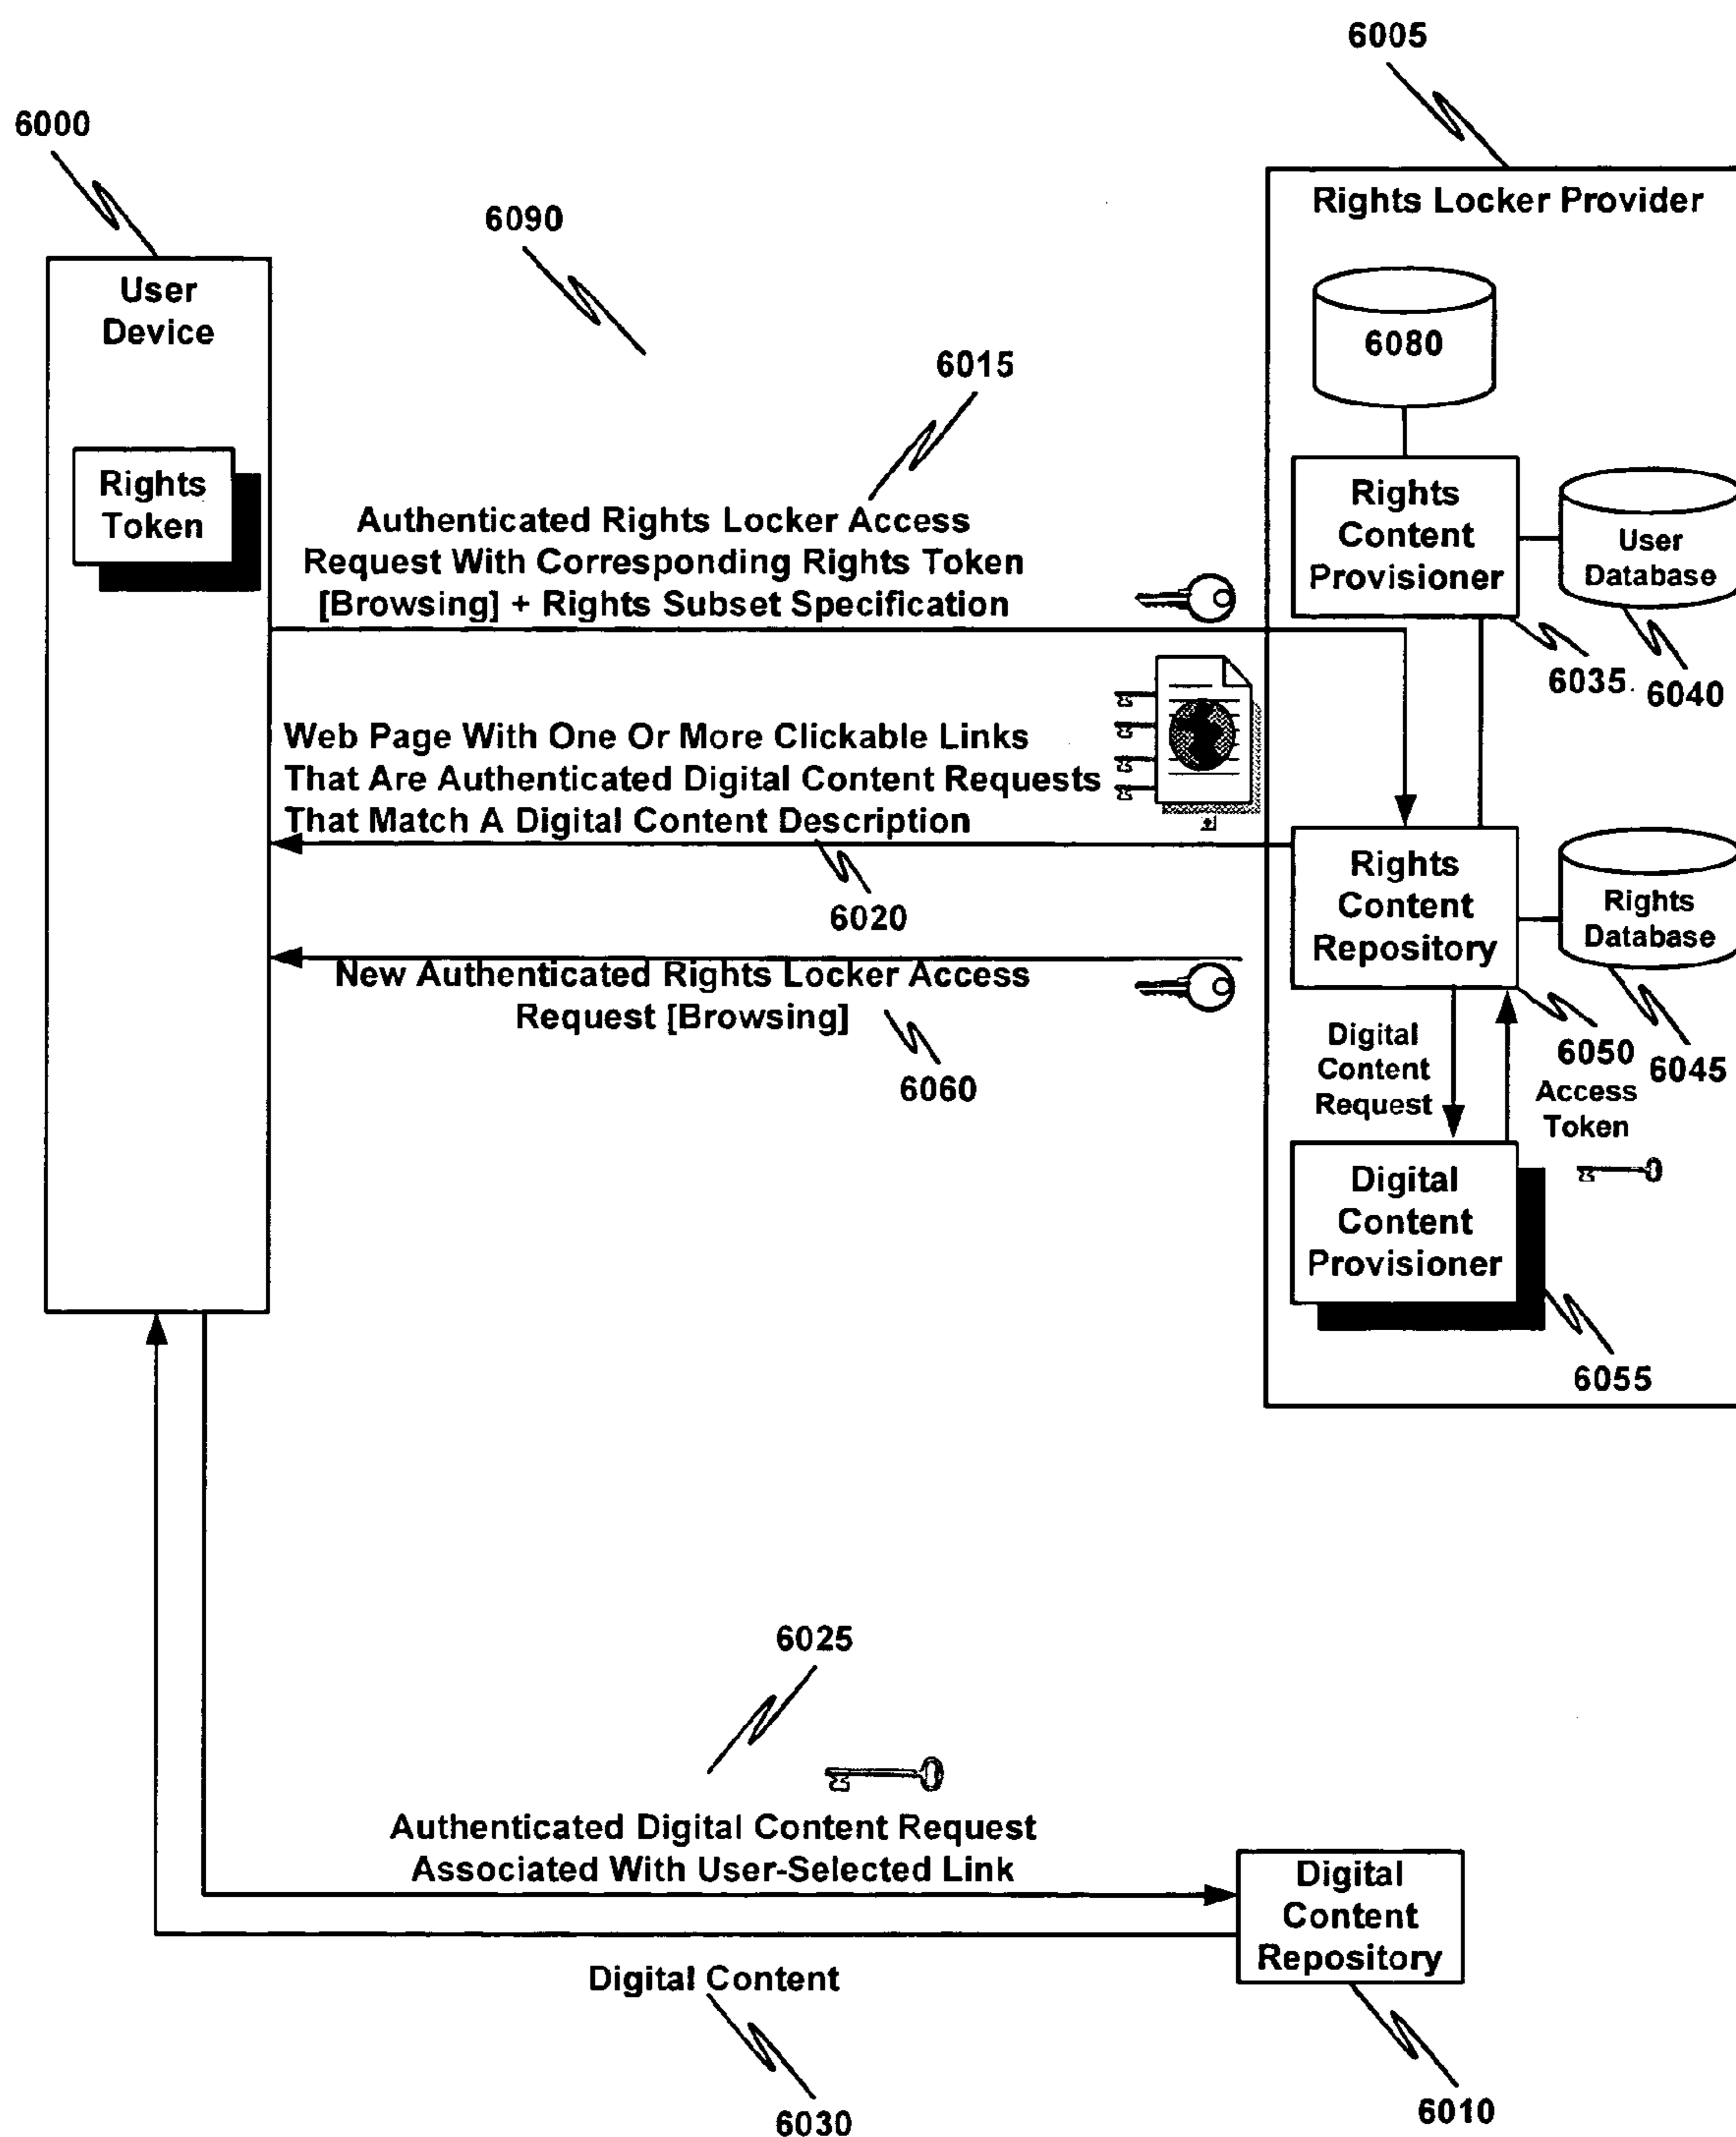 6005
6000
6090
Rights Locker Provider
User
Device
6080
6015
Rights
Token
Rights
Content
Provisioner
User
Database
Authenticated Rights Locker Access
Request With Corresponding Rights Token
[Browsing] + Rights Subset Specification
6035
6040
Web Page With One Or More Clickable Links
That Are Authenticated Digital Content Requests
That Match A Digital Content Description
6020
Rights
Content
Repository
Rights
Database
New Authenticated Rights Locker Access
Request [Browsing]
6060
Digital
Content
Request
6050
6045
Access
Token
Digital
Content
Provisioner
6055
6025
Authenticated Digital Content Request
Associated With User-Selected Link
Digital
Content
Repository
Digital Content
6030
6010